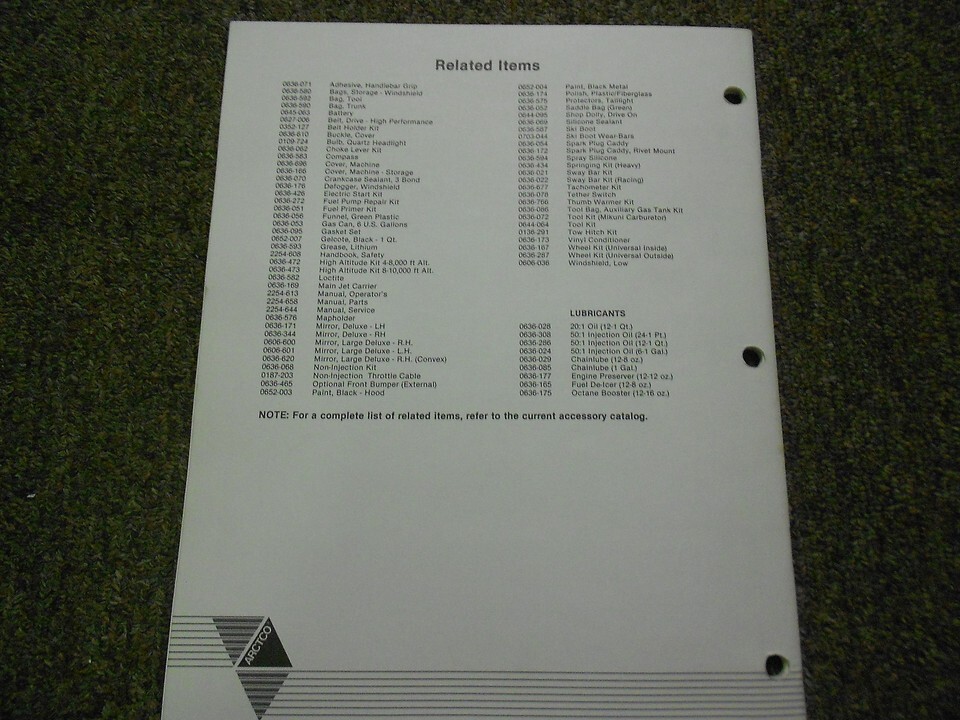 Related Items
0636-071 Adhesive, Handlebar Grip
0636-580 Bags, Storage - Windshield
0636-592 Bag, Tool
0636-590 Bag, Trunk
0645-083 Battery
0627-006 Belt, Drive - High Performance
0352-127 Belt Holder Kit
0636-610 Buckle, Cover
0109-724 Bulb, Quartz Headlight
0636-062 Choke Lever Kit
0636-583 Compass
0636-696 Cover, Machine
0636-166 Cover, Machine - Storage
0636-070 Crankcase Sealant, 3 Bond
0636-176 Defogger, Windshield
0636-426 Electric Start Kit
0636-272 Fuel Pump Repair Kit
0636-051 Fuel Primer Kit
0636-056 Funnel, Green Plastic
0636-053 Gas Can, 6 U.S. Gallons
0636-095 Gasket Set
0652-007 Gelcote, Black - 1 Qt.
0636-593 Grease, Lithium
2254-608 Handbook, Safety
0636-472 High Altitude Kit 4-8,000 ft Alt.
0636-473 High Altitude Kit 8-10,000 ft Alt.
0636-582 Loctite
0636-169 Main Jet Carrier
2254-613 Manual, Operator's
2254-658 Manual, Parts
2254-644 Manual, Service
0636-576 Mapholder
0636-171 Mirror, Deluxe - LH
0636-344 Mirror, Deluxe - RH
0606-600 Mirror, Large Deluxe - R.H.
0606-601 Mirror, Large Deluxe - L.H.
0636-620 Mirror, Large Deluxe - R.H. (Convex)
0636-068 Non-Injection Kit
0187-203 Non-Injection Throttle Cable
0636-465 Optional Front Bumper (External)
0652-003 Paint, Black - Hood
0652-004 Paint, Black Metal
0636-174 Polish, Plastic/Fiberglass
0636-575 Protectors, Taillight
0636-052 Saddle Bag (Green)
0644-095 Shop Dolly, Drive On
0636-069 Silicone Sealant
0636-587 Ski Boot
0703-044 Ski Boot Wear-Bars
0636-054 Spark Plug Caddy
0636-172 Spark Plug Caddy, Rivet Mount
0636-594 Spray Silicone
0636-434 Springing Kit (Heavy)
0636-021 Sway Bar Kit
0636-022 Sway Bar Kit (Racing)
0636-677 Tachometer Kit
0636-078 Tether Switch
0636-766 Thumb Warmer Kit
0636-066 Tool Bag, Auxiliary Gas Tank Kit
0636-072 Tool Kit (Mikuni Carburetor)
0644-064 Tool Kit
0136-291 Tow Hitch Kit
0636-173 Vinyl Conditioner
0636-167 Wheel Kit (Universal Inside)
0636-287 Wheel Kit (Universal Outside)
0606-036 Windshield, Low
LUBRICANTS
0636-028 20:1 Oil (12-1 Qt.)
0636-308 50:1 Injection Oil (24-1 Pt.)
0636-286 50:1 Injection Oil (12-1 Qt.)
0636-024 50:1 Injection Oil (6-1 Gal.)
0636-029 Chainlube (12-8 oz.)
0636-085 Chainlube (1 Gal.)
0636-177 Engine Preserver (12-12 oz.)
0636-165 Fuel De-Icer (12-8 oz.)
0636-175 Octane Booster (12-16 oz.)
NOTE: For a complete list of related items, refer to the current accessory catalog.
ARCTCO